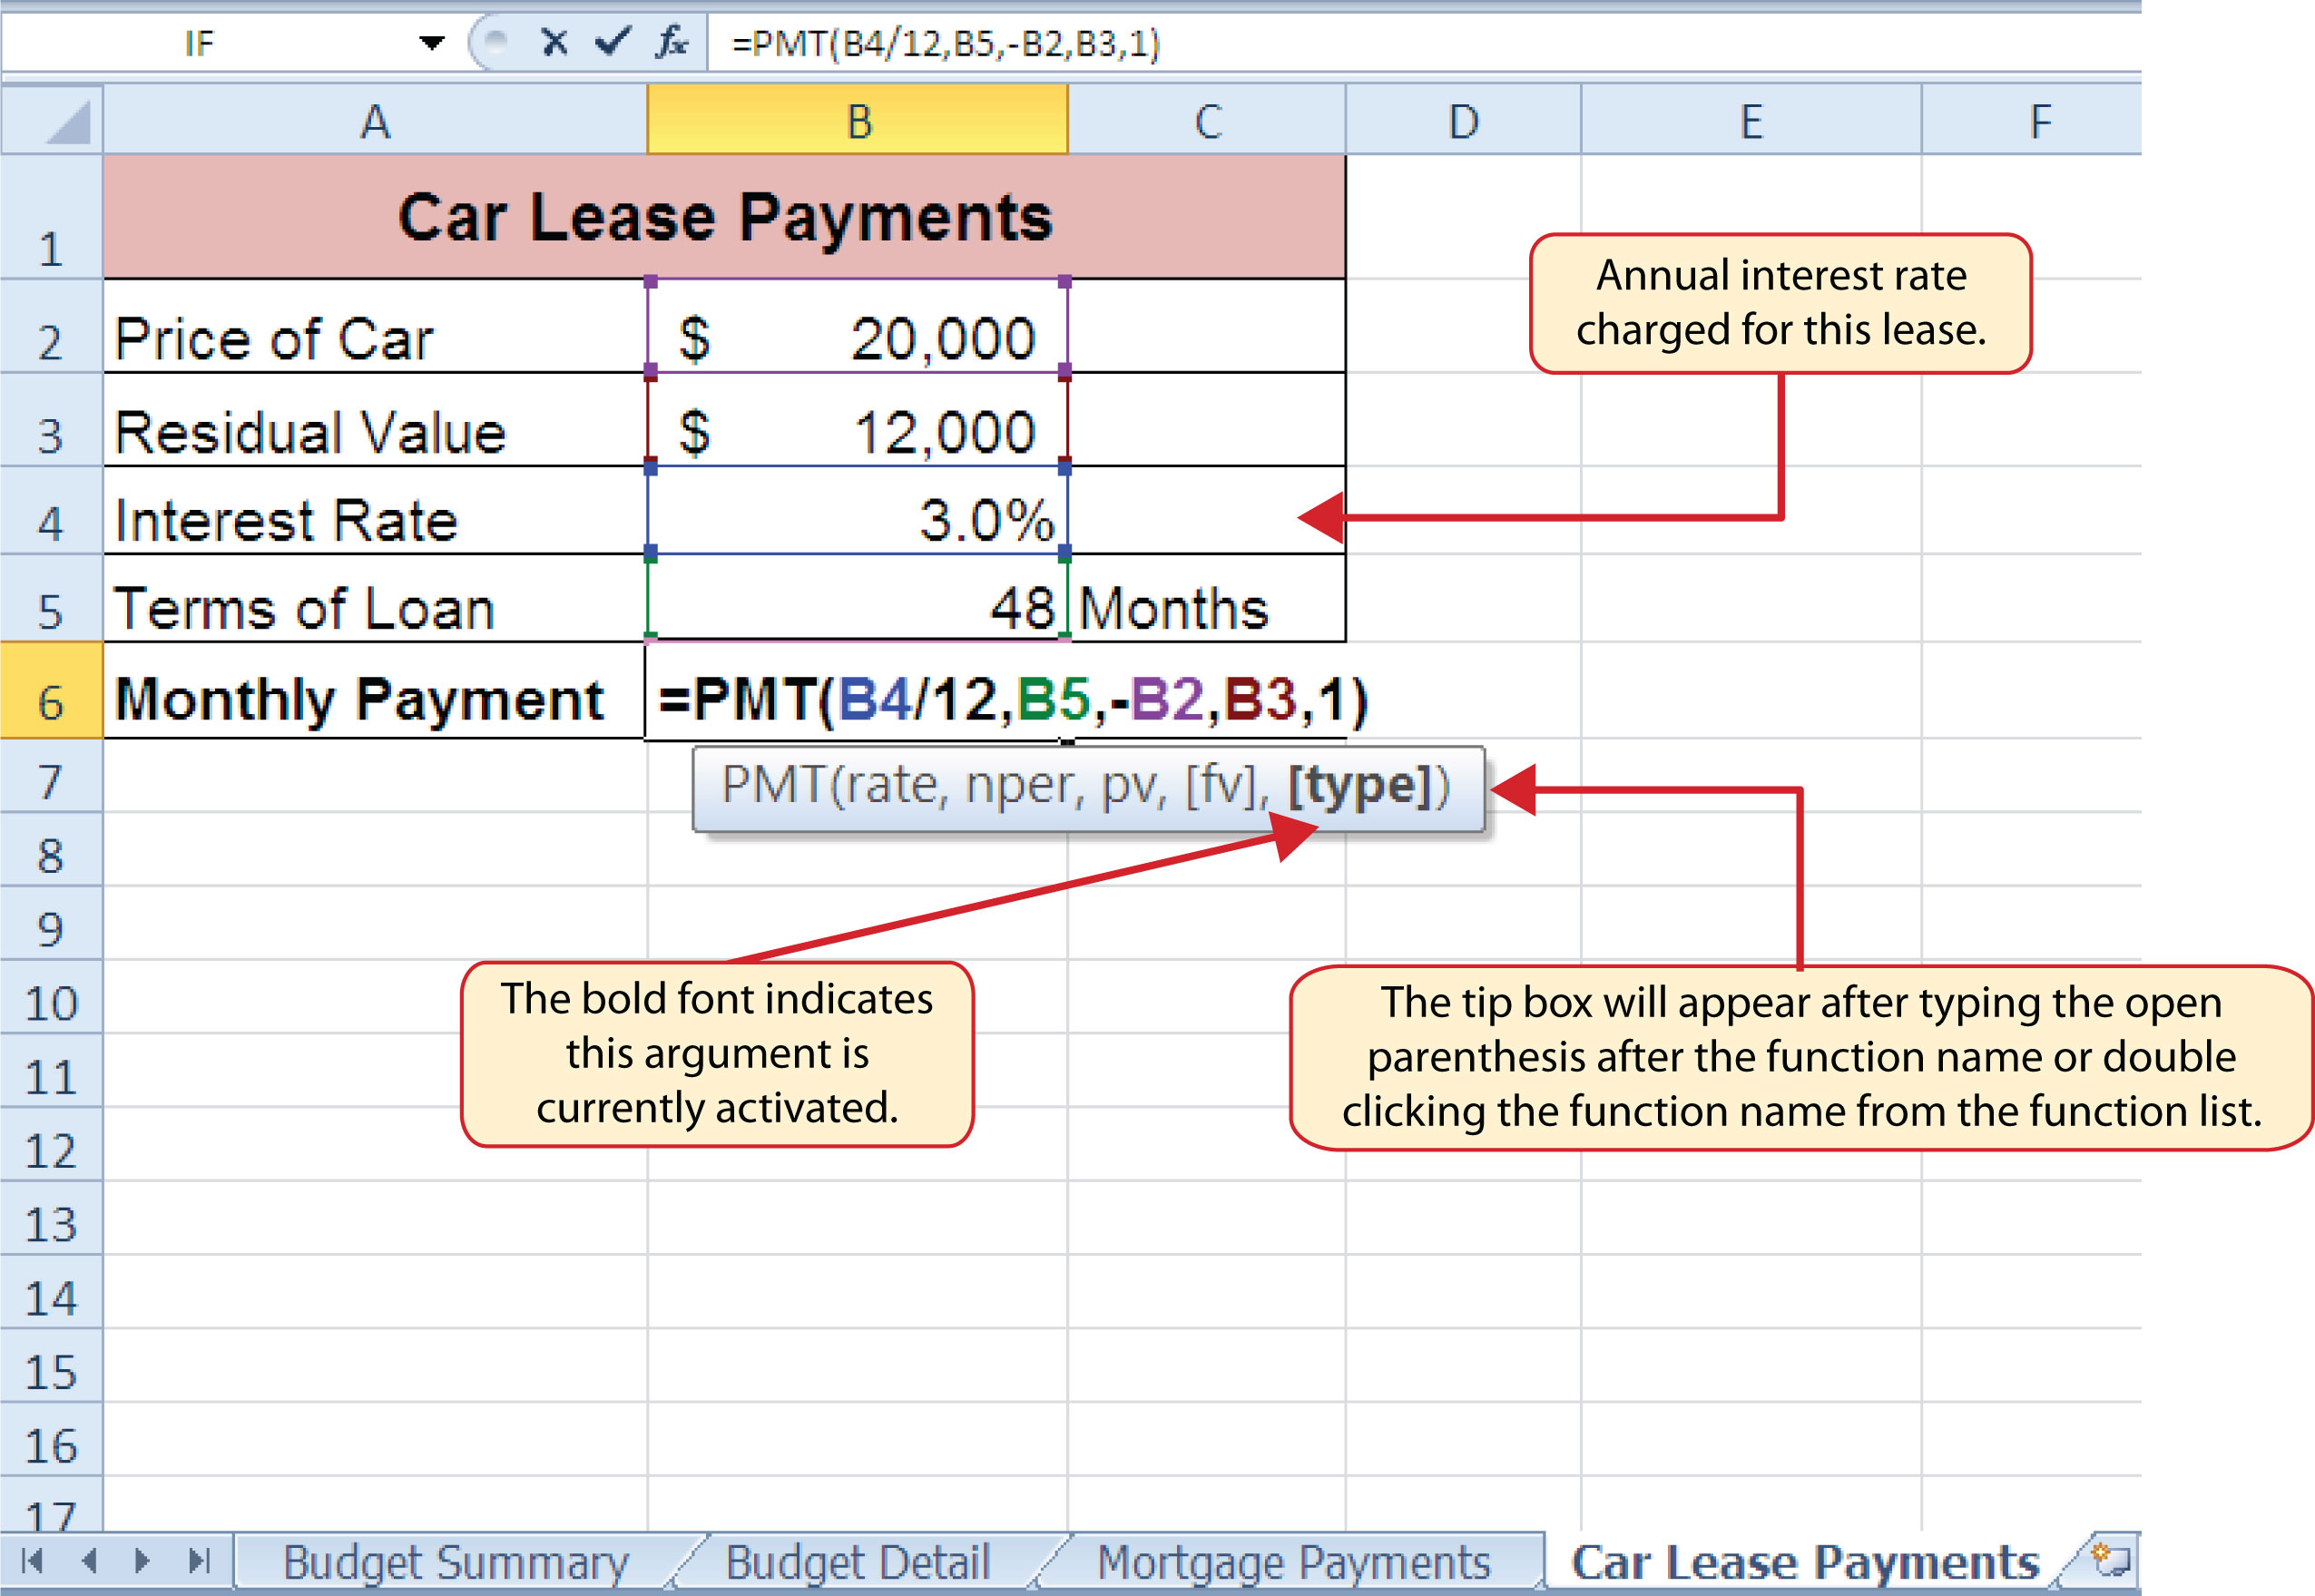 IF =PMT(B4/12,B5,-B2,B3,1)
A B C D E F
1 Car Lease Payments
2 Price of Car $ 20,000
3 Residual Value $ 12,000
4 Interest Rate 3.0%
5 Terms of Loan 48 Months
6 Monthly Payment =PMT(B4/12,B5,-B2,B3,1)
7 PMT(rate, nper, pv, [fv], [type])
8
9
10
11
12
13
14
15
16
17
Annual interest rate
charged for this lease.
The bold font indicates
this argument is
currently activated.
The tip box will appear after typing the open
parenthesis after the function name or double
clicking the function name from the function list.
Budget Summary Budget Detail Mortgage Payments Car Lease Payments